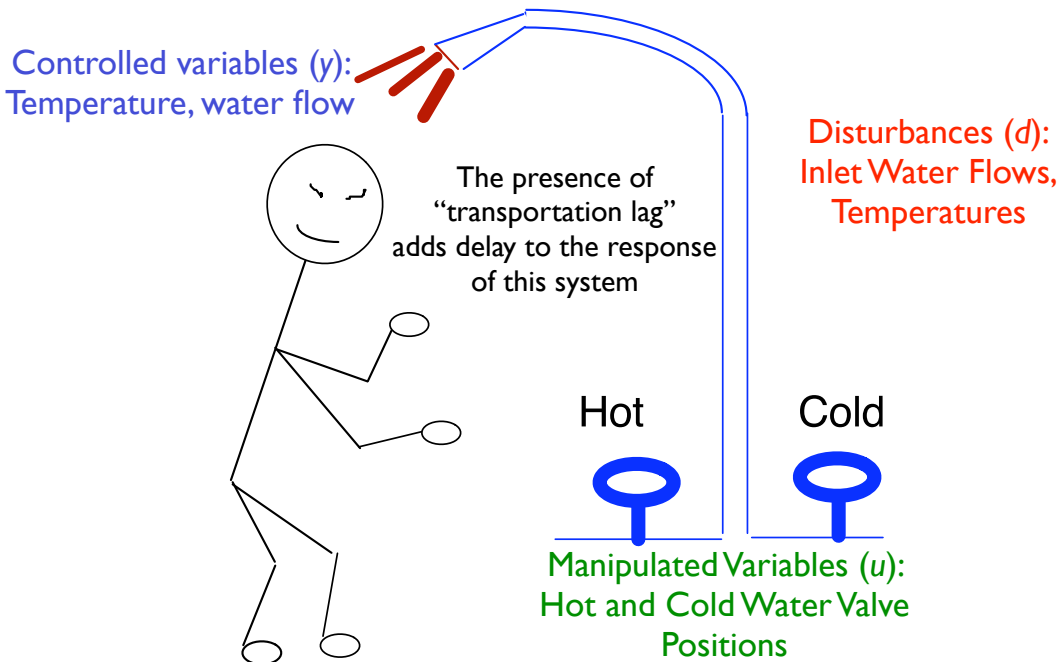 Controlled variables (y):
Temperature, water flow
Disturbances (d):
Inlet Water Flows,
Temperatures
The presence of
“transportation lag”
adds delay to the response
of this system
Hot
Cold
Manipulated Variables (u):
Hot and Cold Water Valve
Positions